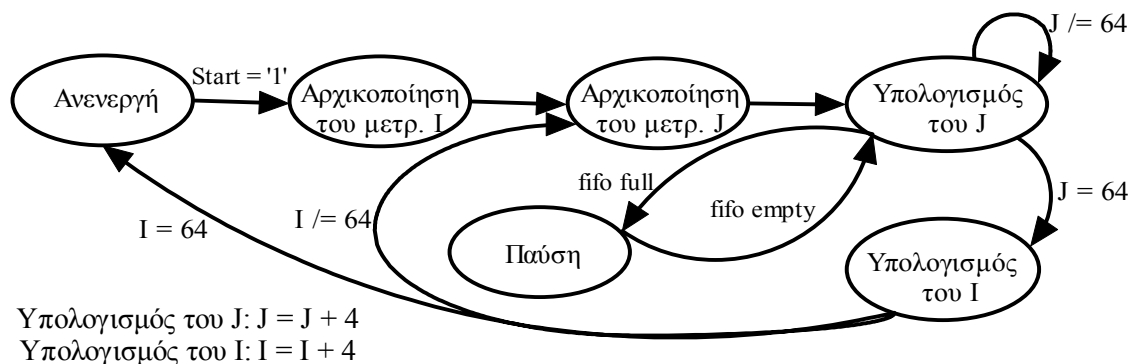 J /= 64
Start = '1'
Ανενεργή
Αρχικοποίηση
του μετρ. I
Αρχικοποίηση
του μετρ. J
Υπολογισμός
του J
fifo full
J = 64
I = 64
I /= 64
fifo empty
Παύση
Υπολογισμός
του I
Υπολογισμός του J: J = J + 4
Υπολογισμός του I: I = I + 4